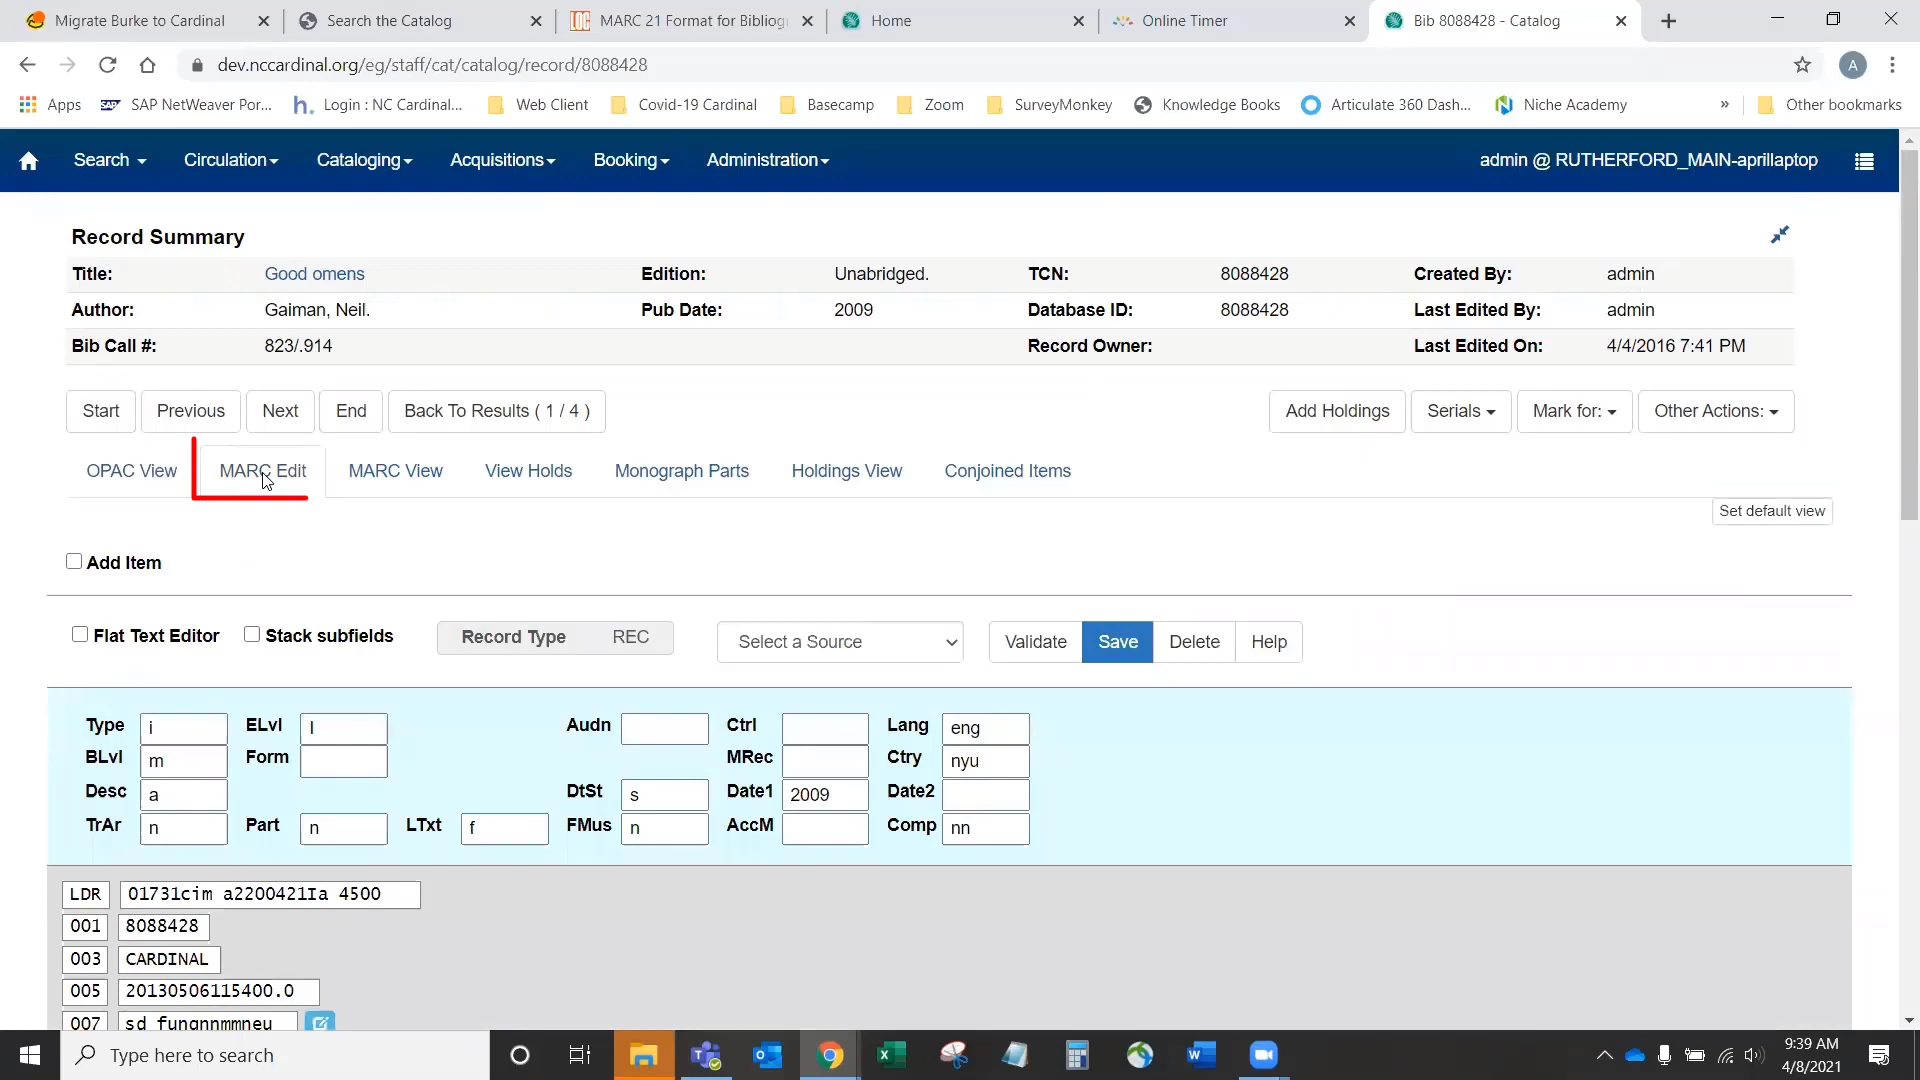 Migrate Burke to Cardinal
Search the Catalog
MARC 21 Format for Bibliog
Home
Online Timer
Bib 8088428 - Catalog
dev.nccardinal.org/eg/staff/cat/catalog/record/8088428
A
Apps
SAP NetWeaver Por...
Login : NC Cardinal...
Web Client
Covid-19 Cardinal
Basecamp
Zoom
SurveyMonkey
Knowledge Books
Articulate 360 Dash...
Niche Academy
»
Other bookmarks
Search
Circulation
Cataloging
Acquisitions
Booking
Administration
admin @ RUTHERFORD_MAIN-aprillaptop
Record Summary
Title: Good omens Edition: Unabridged. TCN: 8088428 Created By: admin
Author: Gaiman, Neil. Pub Date: 2009 Database ID: 8088428 Last Edited By: admin
Bib Call #: 823/.914 Record Owner: Last Edited On: 4/4/2016 7:41 PM
Start Previous Next End Back To Results ( 1 / 4 ) Add Holdings Serials Mark for: Other Actions:
OPAC View MARC Edit MARC View View Holds Monograph Parts Holdings View Conjoined Items
Set default view
Add Item
Flat Text Editor Stack subfields Record Type REC Select a Source Validate Save Delete Help
Type i ELvl I Audn Ctrl Lang eng
BLvl m Form MRec Ctry nyu
Desc a DtSt s Date1 2009 Date2
TrAr n Part n LTxt f FMus n AccM Comp nn
LDR 01731cim a2200421Ia 4500
001 8088428
003 CARDINAL
005 20130506115400.0
007 sd fungnnmmneu
Type here to search
9:39 AM
4/8/2021